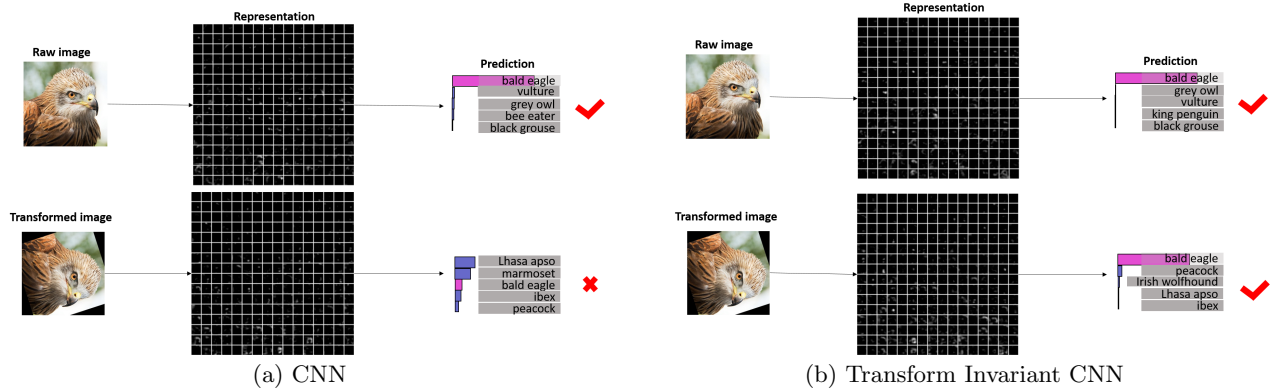 Representation
Raw image
Prediction
bald eagle
vulture
grey owl
bee eater
black grouse
Transformed image
Lhasa apso
marmoset
bald eagle
ibex
peacock
(a) CNN
Representation
Raw image
Prediction
bald eagle
grey owl
vulture
king penguin
black grouse
Transformed image
bald eagle
peacock
Irish wolfhound
Lhasa apso
ibex
(b) Transform Invariant CNN